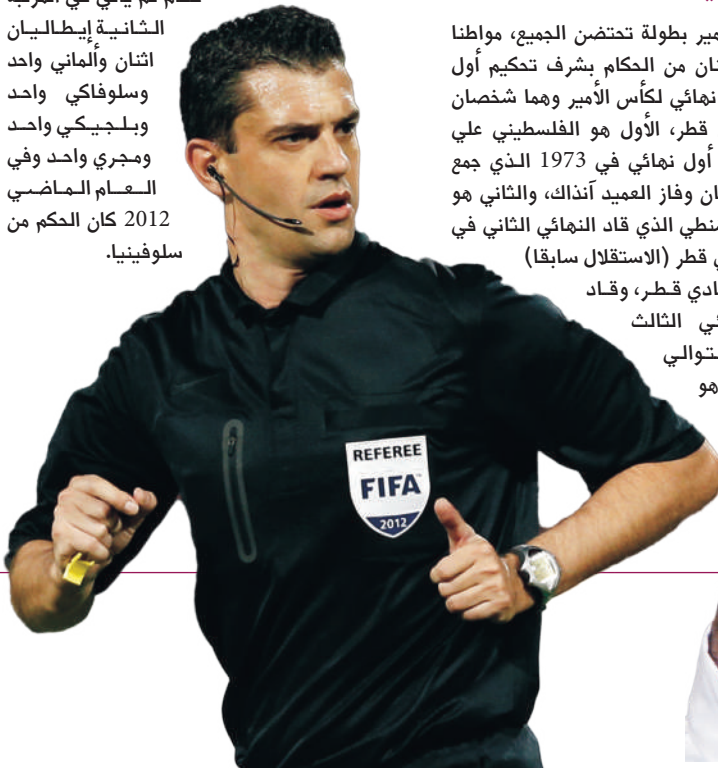 مير بطولة تحتضن الجميع، مواطنا
نان من الحكام بشرف تحكيم أول
نهائي لكأس الأمير وهما شخصان
قطر، الأول هو الفلسطيني علي
أول نهائي في 1973 الذي جمع
ان وفاز العميد آنذاك، والثاني هو
نطي الذي قاد النهائي الثاني في
ي قطر (الاستقلال سابقا)
ادي قطر، وقاد
ئي الثالث
توالي
هو
الثانية إيطاليان
اثنان وألماني واحد
وسلوفاكي واحد
وبلجيكي واحد
ومجري واحد وفي
العام الماضي
2012 كان الحكم من
سلوفينيا.
REFEREE
FIFA
2012